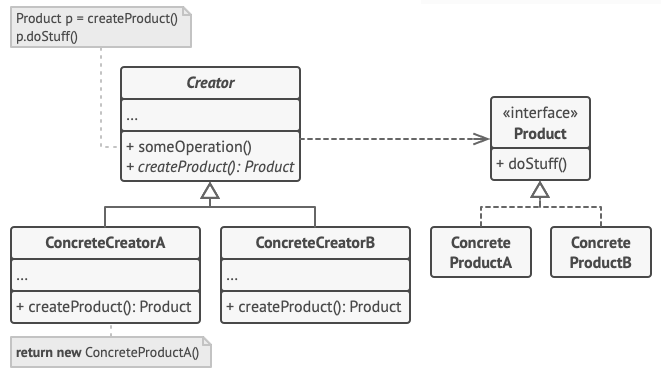 Product p = createProduct()
p.doStuff()
Creator
...
+ someOperation()
+ createProduct(): Product
«interface»
Product
+ doStuff()
ConcreteCreatorA
...
+ createProduct(): Product
ConcreteCreatorB
...
+ createProduct(): Product
Concrete
ProductA
Concrete
ProductB
return new ConcreteProductA()